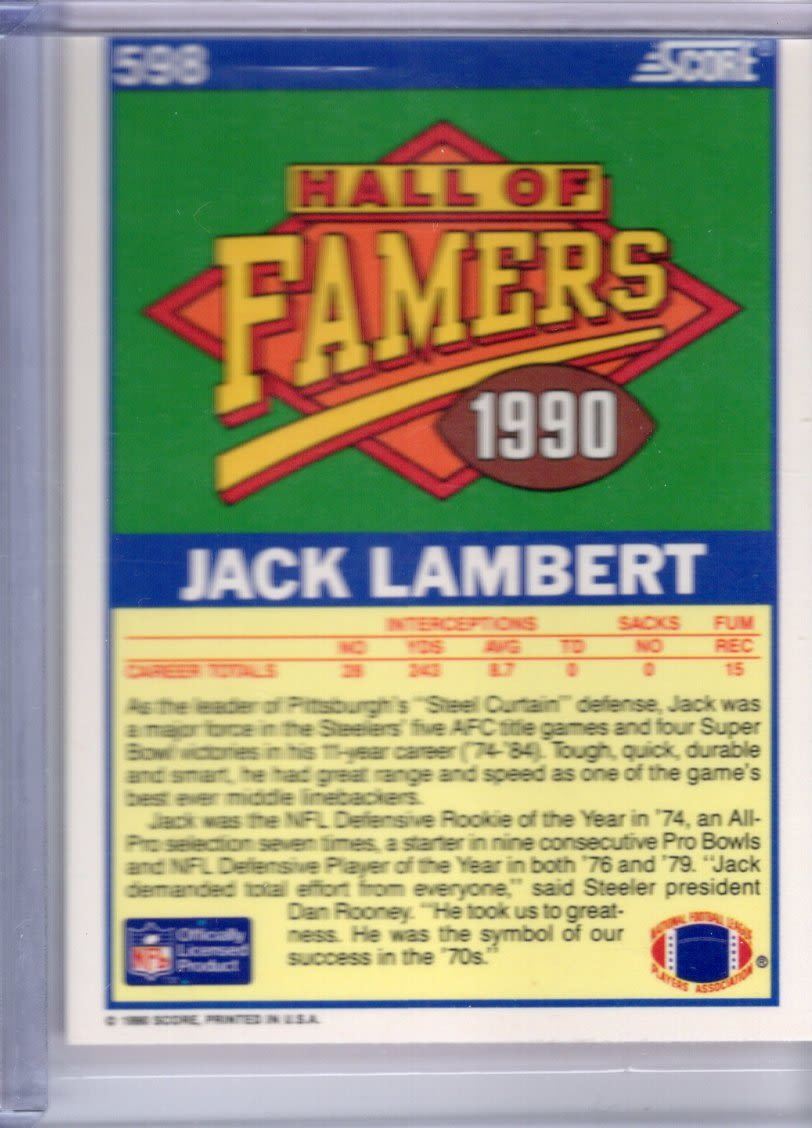 598 SCORE
HALL OF
FAMERS
1990
JACK LAMBERT
INTERCEPTIONS SACKS FUM
NO YDS AVG TD NO REC
CAREER TOTALS 28 243 8.7 0 0 15
As the leader of Pittsburgh's "Steel Curtain" defense, Jack was
a major force in the Steelers' five AFC title games and four Super
Bowl victories in his 11-year career ('74-'84). Tough, quick, durable
and smart, he had great range and speed as one of the game's
best ever middle linebackers.
Jack was the NFL Defensive Rookie of the Year in '74, an All-
Pro selection seven times, a starter in nine consecutive Pro Bowls
and NFL Defensive Player of the Year in both '76 and '79. "Jack
demanded total effort from everyone," said Steeler president
Dan Rooney. "He took us to great-
ness. He was the symbol of our
success in the '70s."
NFL
Officially
Licensed
Product
NATIONAL FOOTBALL LEAGUE
PLAYERS ASSOCIATION ®
© 1990 SCORE, PRINTED IN U.S.A.